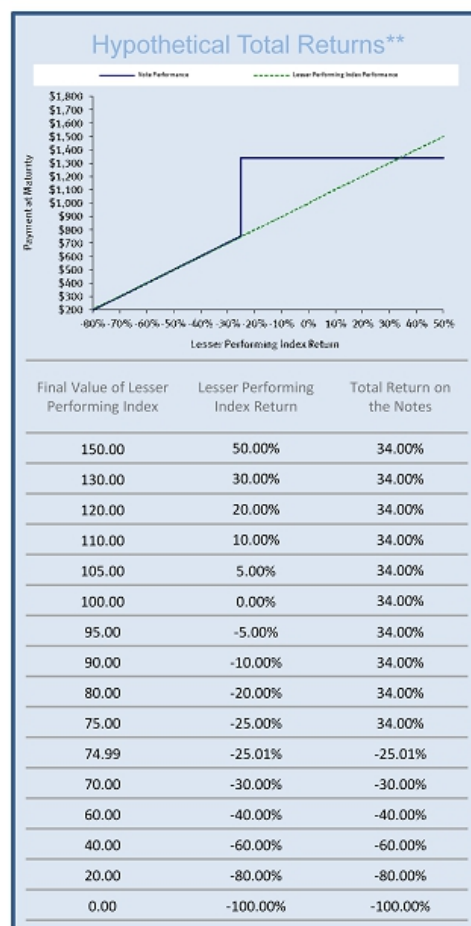 Hypothetical Total Returns**
Note Performance Lesser Performing Index Performance
Payment at Maturity
$1,800
$1,700
$1,600
$1,500
$1,400
$1,300
$1,200
$1,100
$1,000
$900
$800
$700
$600
$500
$400
$300
$200
-80% -70% -60% -50% -40% -30% -20% -10% 0% 10% 20% 30% 40% 50%
Lesser Performing Index Return
Final Value of Lesser Performing Index Lesser Performing Index Return Total Return on the Notes
150.00 50.00% 34.00%
130.00 30.00% 34.00%
120.00 20.00% 34.00%
110.00 10.00% 34.00%
105.00 5.00% 34.00%
100.00 0.00% 34.00%
95.00 -5.00% 34.00%
90.00 -10.00% 34.00%
80.00 -20.00% 34.00%
75.00 -25.00% 34.00%
74.99 -25.01% -25.01%
70.00 -30.00% -30.00%
60.00 -40.00% -40.00%
40.00 -60.00% -60.00%
20.00 -80.00% -80.00%
0.00 -100.00% -100.00%